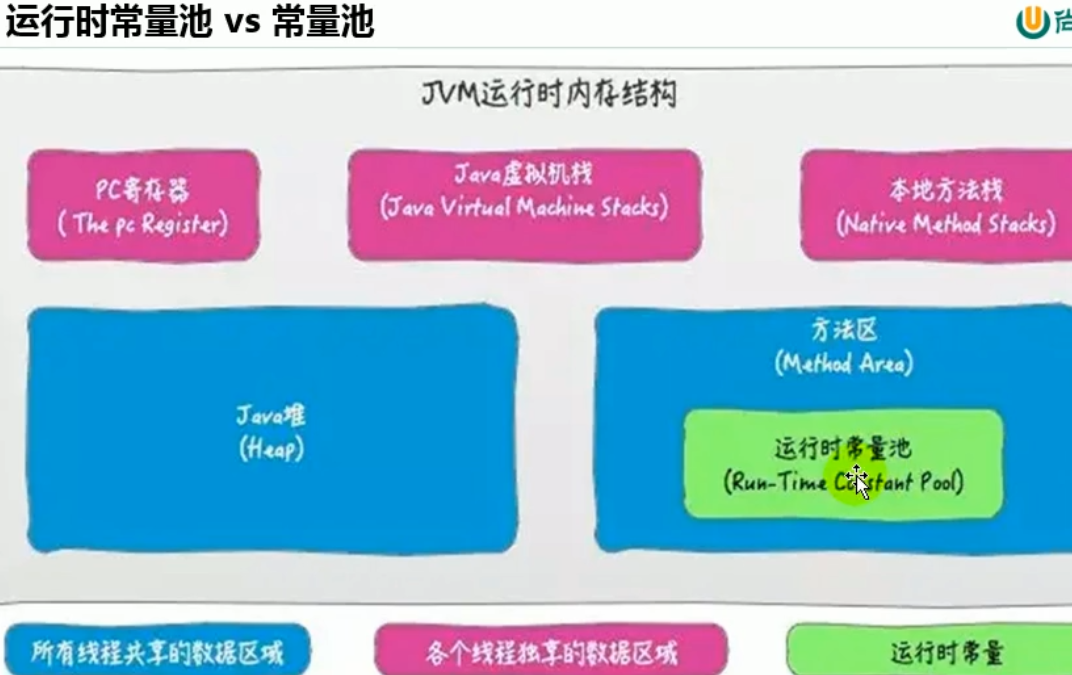 运行时常量池 vs 常量池
尚
JVM运行时内存结构
PC寄存器
( The pc Register)
Java虚拟机栈
(Java Virtual Machine Stacks)
本地方法栈
(Native Method Stacks)
Java堆
(Heap)
方法区
(Method Area)
运行时常量池
(Run-Time Constant Pool)
所有线程共享的数据区域
各个线程独享的数据区域
运行时常量